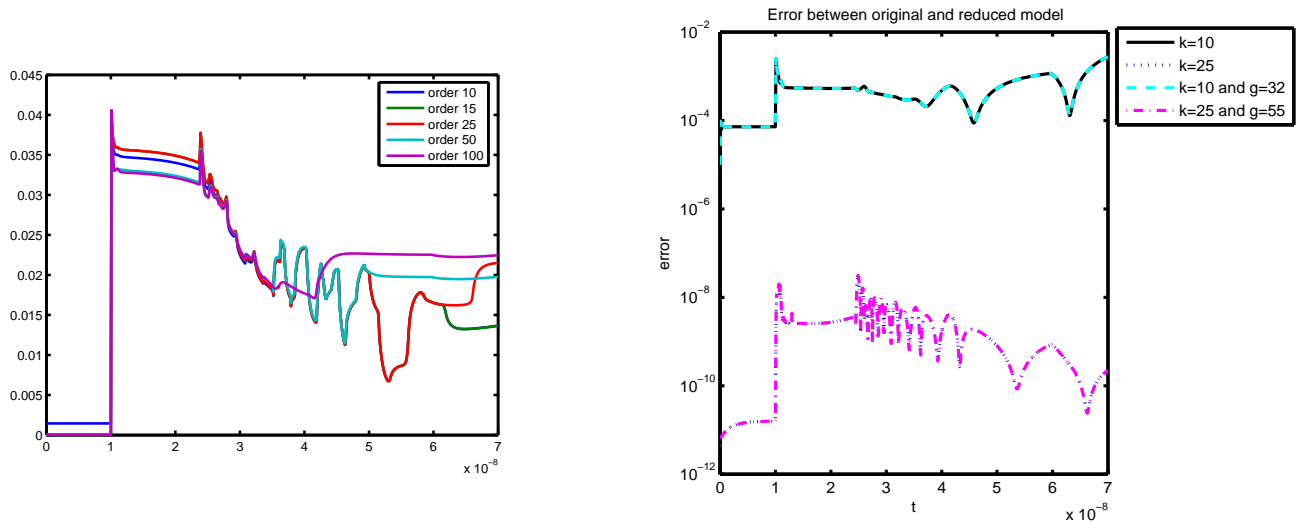 0.045
0.04
0.035
0.03
0.025
0.02
0.015
0.01
0.005
0
0 1 2 3 4 5 6 7
x 10⁻⁸
order 10
order 15
order 25
order 50
order 100
Error between original and reduced model
10⁻²
10⁻⁴
10⁻⁶
10⁻⁸
10⁻¹⁰
10⁻¹²
error
0 1 2 3 4 5 6 7
t
x 10⁻⁸
k=10
k=25
k=10 and g=32
k=25 and g=55